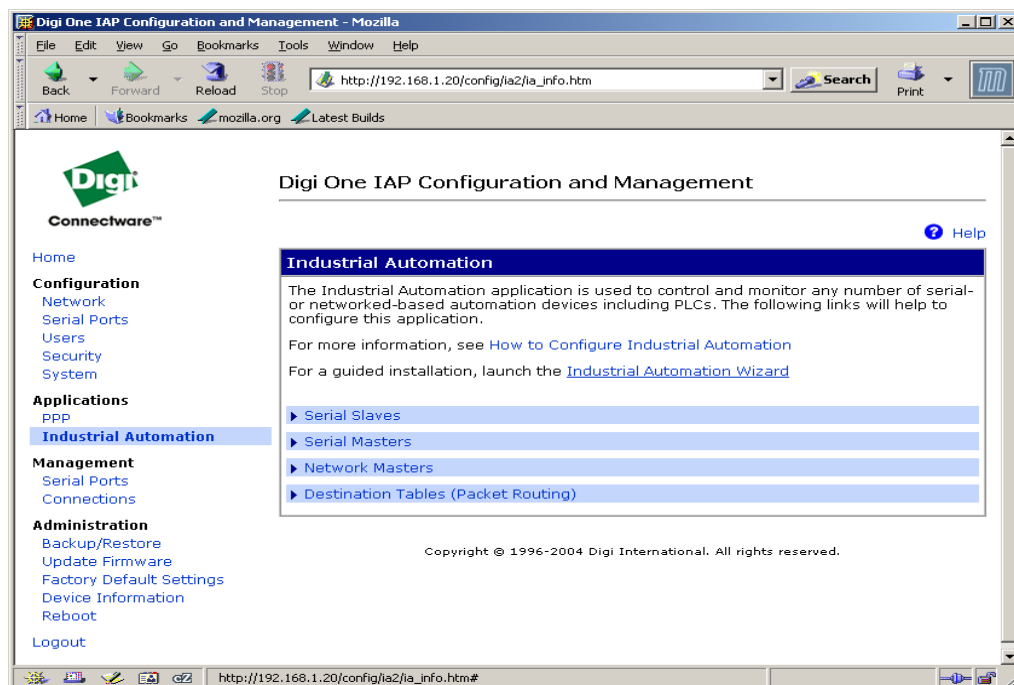 Digi One IAP Configuration and Management - Mozilla
File Edit View Go Bookmarks Tools Window Help
Back Forward Reload Stop http://192.168.1.20/config/ia2/ia_info.htm Search Print
Home Bookmarks mozilla.org Latest Builds
Digi
Connectware™
Digi One IAP Configuration and Management
Help
Home
Configuration
Network
Serial Ports
Users
Security
System
Applications
PPP
Industrial Automation
Management
Serial Ports
Connections
Administration
Backup/Restore
Update Firmware
Factory Default Settings
Device Information
Reboot
Logout
Industrial Automation
The Industrial Automation application is used to control and monitor any number of serial-
or networked-based automation devices including PLCs. The following links will help to
configure this application.
For more information, see How to Configure Industrial Automation
For a guided installation, launch the Industrial Automation Wizard
Serial Slaves
Serial Masters
Network Masters
Destination Tables (Packet Routing)
Copyright © 1996-2004 Digi International. All rights reserved.
http://192.168.1.20/config/ia2/ia_info.htm#